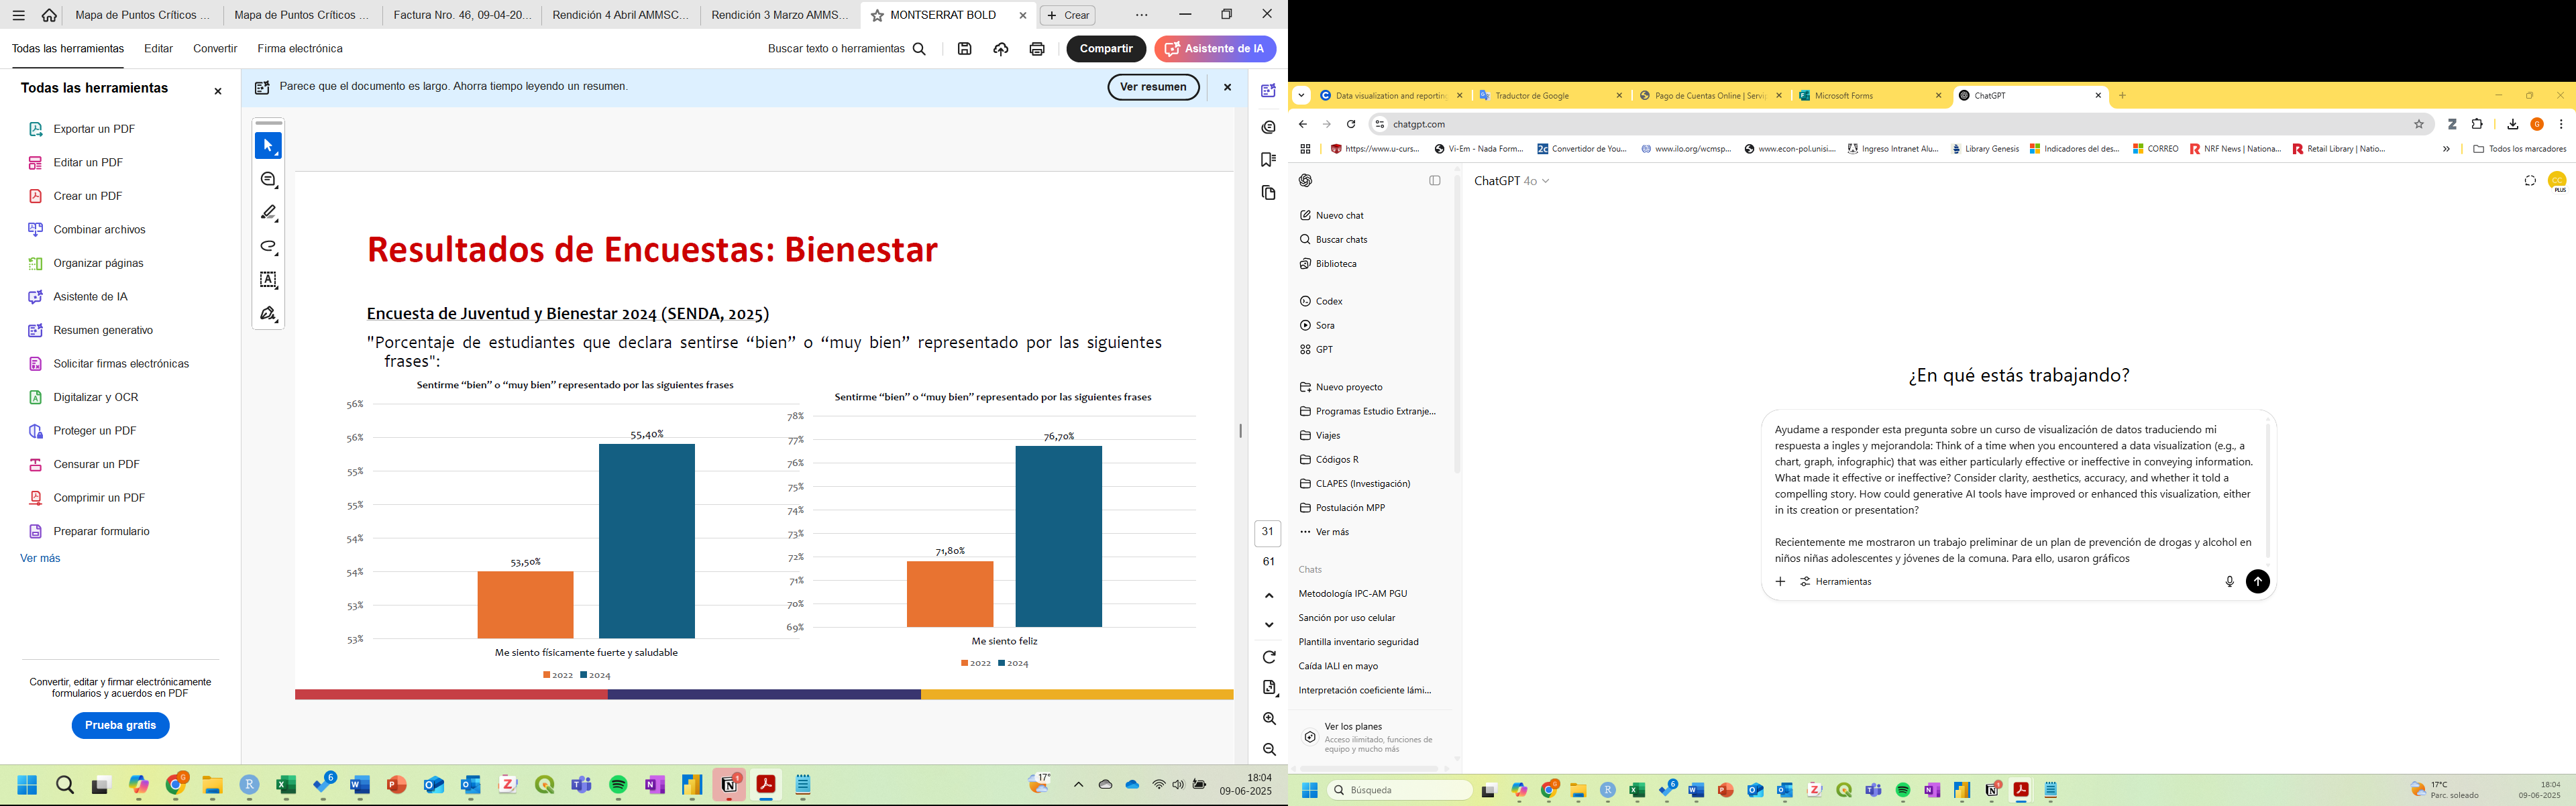 Mapa de Puntos Críticos ...
Mapa de Puntos Críticos ...
Factura Nro. 46, 09-04-20...
Rendición 4 Abril AMMSC...
Rendición 3 Marzo AMMS...
MONTSERRAT BOLD
Crear
Todas las herramientas
Editar
Convertir
Firma electrónica
Buscar texto o herramientas
Compartir
Asistente de IA
Todas las herramientas
Parece que el documento es largo. Ahorra tiempo leyendo un resumen.
Ver resumen
Exportar un PDF
Editar un PDF
Crear un PDF
Combinar archivos
Organizar páginas
Asistente de IA
Resumen generativo
Solicitar firmas electrónicas
Digitalizar y OCR
Proteger un PDF
Censurar un PDF
Comprimir un PDF
Preparar formulario
Ver más
Convertir, editar y firmar electrónicamente
formularios y acuerdos en PDF
Prueba gratis
Resultados de Encuestas: Bienestar
Encuesta de Juventud y Bienestar 2024 (SENDA, 2025)
"Porcentaje de estudiantes que declara sentirse “bien” o “muy bien” representado por las siguientes
frases":
Sentirme “bien” o “muy bien” representado por las siguientes frases
56%
56%
55%
55%
54%
54%
53%
53%
53,50%
55,40%
Me siento físicamente fuerte y saludable
2022 2024
Sentirme “bien” o “muy bien” representado por las siguientes frases
78%
77%
76%
75%
74%
73%
72%
71%
70%
69%
71,80%
76,70%
Me siento feliz
2022 2024
31
61
17°
6
1
18:04
09-06-2025
Data visualization and reporting
Traductor de Google
Pago de Cuentas Online | Servip
Microsoft Forms
ChatGPT
chatgpt.com
https://www.u-curs...
Vi-Em - Nada Form...
Convertidor de You...
www.ilo.org/wcmsp...
www.econ-pol.unisi....
Ingreso Intranet Alu...
Library Genesis
Indicadores del des...
CORREO
NRF News | Nationa...
Retail Library | Natio...
Todos los marcadores
ChatGPT 4o
PLUS
Nuevo chat
Buscar chats
Biblioteca
Codex
Sora
GPT
Nuevo proyecto
Programas Estudio Extranje...
Viajes
Códigos R
CLAPES (Investigación)
Postulación MPP
Ver más
Chats
Metodología IPC-AM PGU
Sanción por uso celular
Plantilla inventario seguridad
Caída IALI en mayo
Interpretación coeficiente lámi...
Ver los planes
Acceso ilimitado, funciones de
equipo y mucho más
¿En qué estás trabajando?
Ayudame a responder esta pregunta sobre un curso de visualización de datos traduciendo mi
respuesta a ingles y mejorandola: Think of a time when you encountered a data visualization (e.g., a
chart, graph, infographic) that was either particularly effective or ineffective in conveying information.
What made it effective or ineffective? Consider clarity, aesthetics, accuracy, and whether it told a
compelling story. How could generative AI tools have improved or enhanced this visualization, either
in its creation or presentation?
Recientemente me mostraron un trabajo preliminar de un plan de prevención de drogas y alcohol en
niños niñas adolescentes y jóvenes de la comuna. Para ello, usaron gráficos
Herramientas
Búsqueda
17°C
Parc. soleado
18:04
09-06-2025